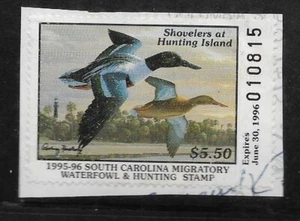 Shovelers at
Hunting Island
$5.50
1995-96 SOUTH CAROLINA MIGRATORY
WATERFOWL & HUNTING STAMP
Expires
June 30, 1996
010815